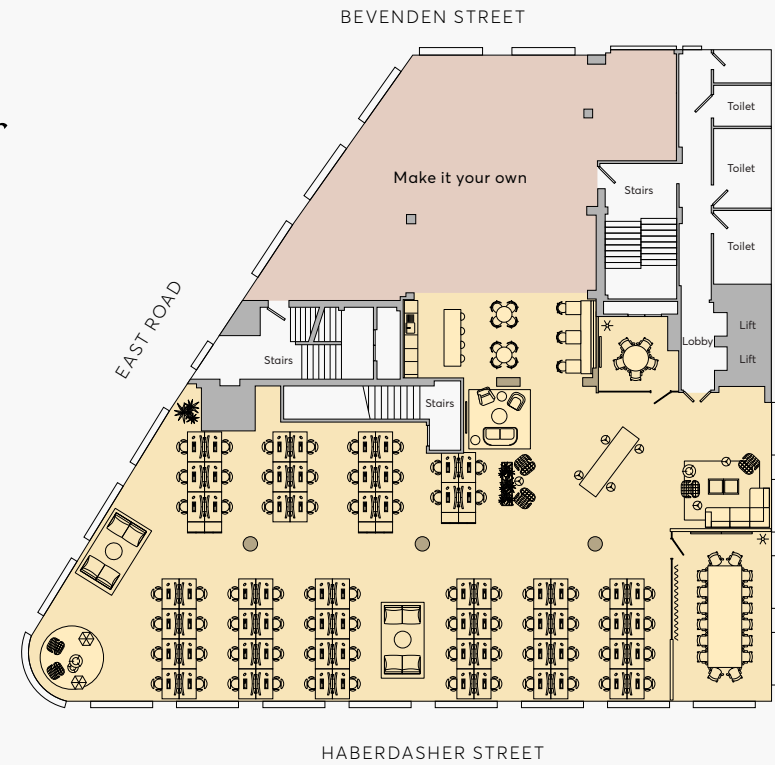 BEVENDEN STREET
Toilet
Toilet
Make it your own
Stairs
Toilet
EAST ROAD
Lift
Lobby
Stairs
Lift
Stairs
HABERDASHER STREET